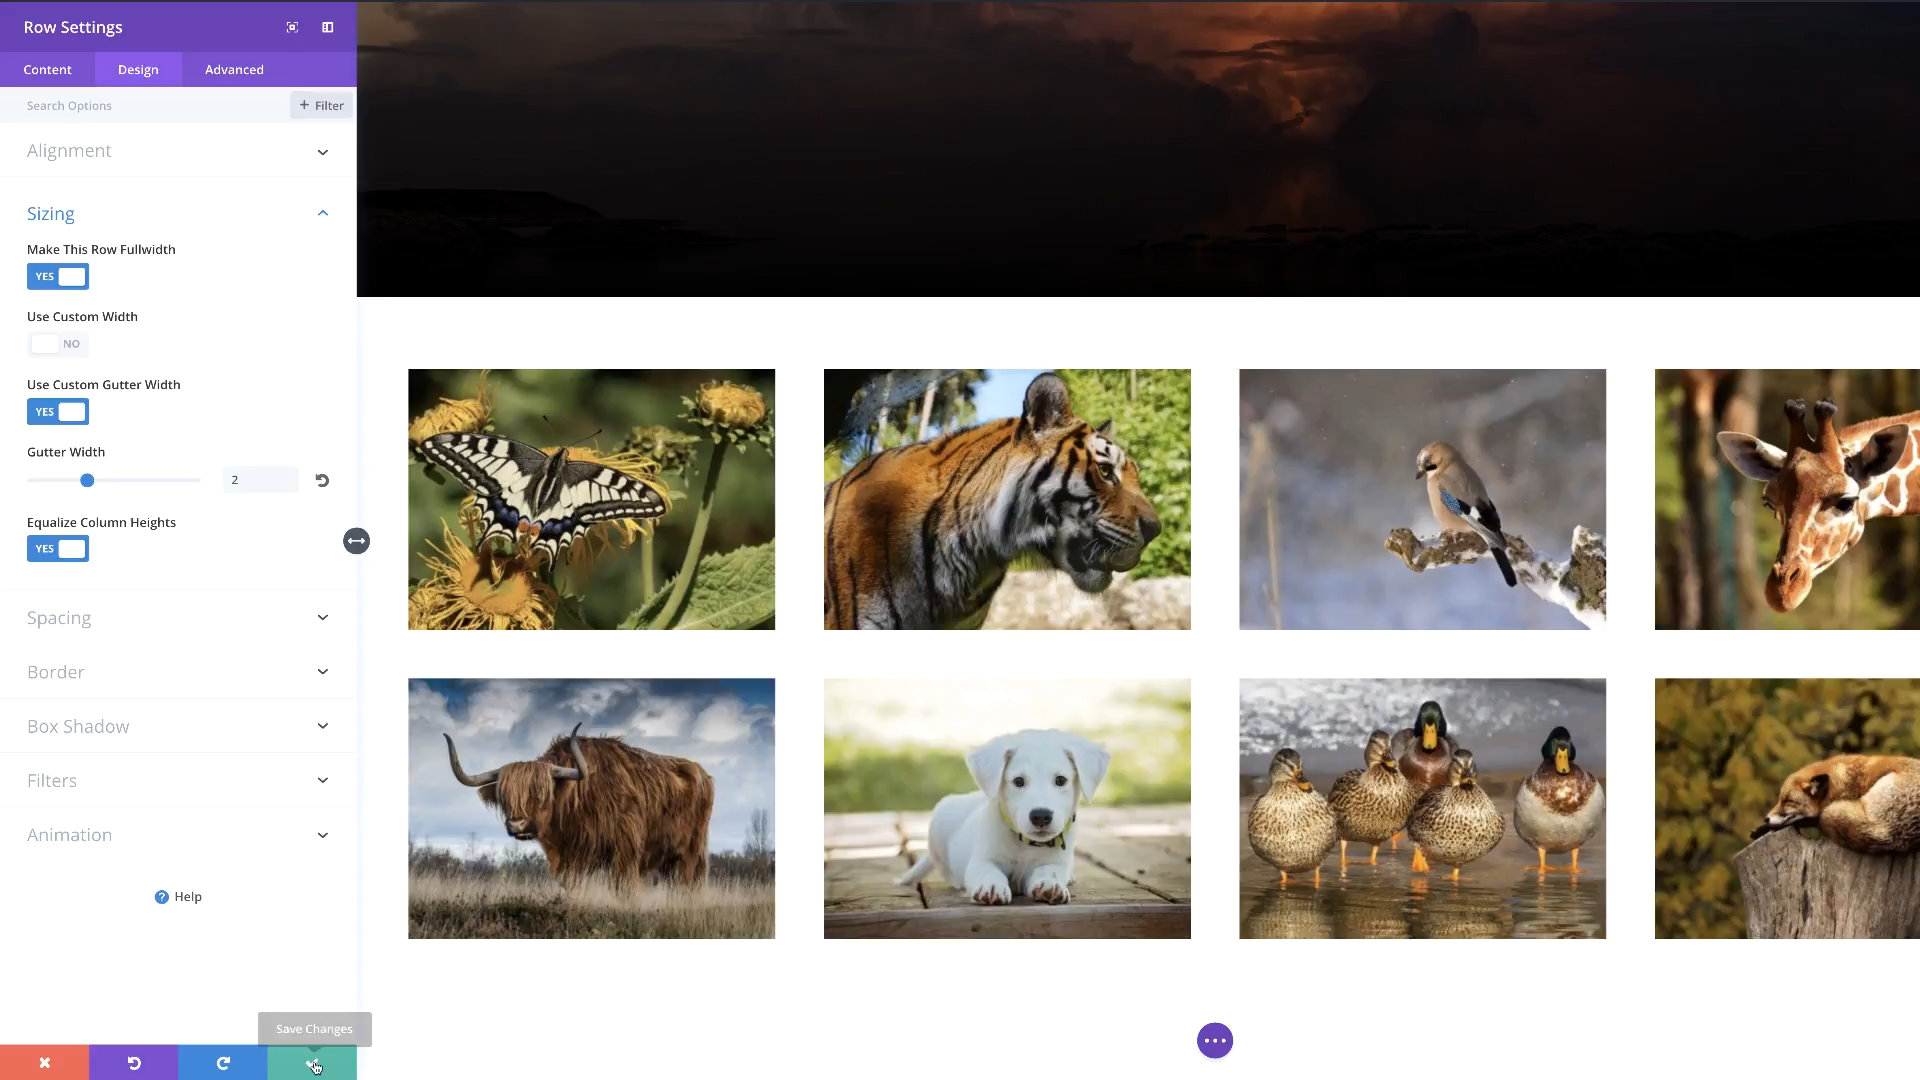 Row Settings
Content Design Advanced
Search Options + Filter
Alignment
Sizing
Make This Row Fullwidth
YES
Use Custom Width
NO
Use Custom Gutter Width
YES
Gutter Width
2
Equalize Column Heights
YES
Spacing
Border
Box Shadow
Filters
Animation
? Help
Save Changes